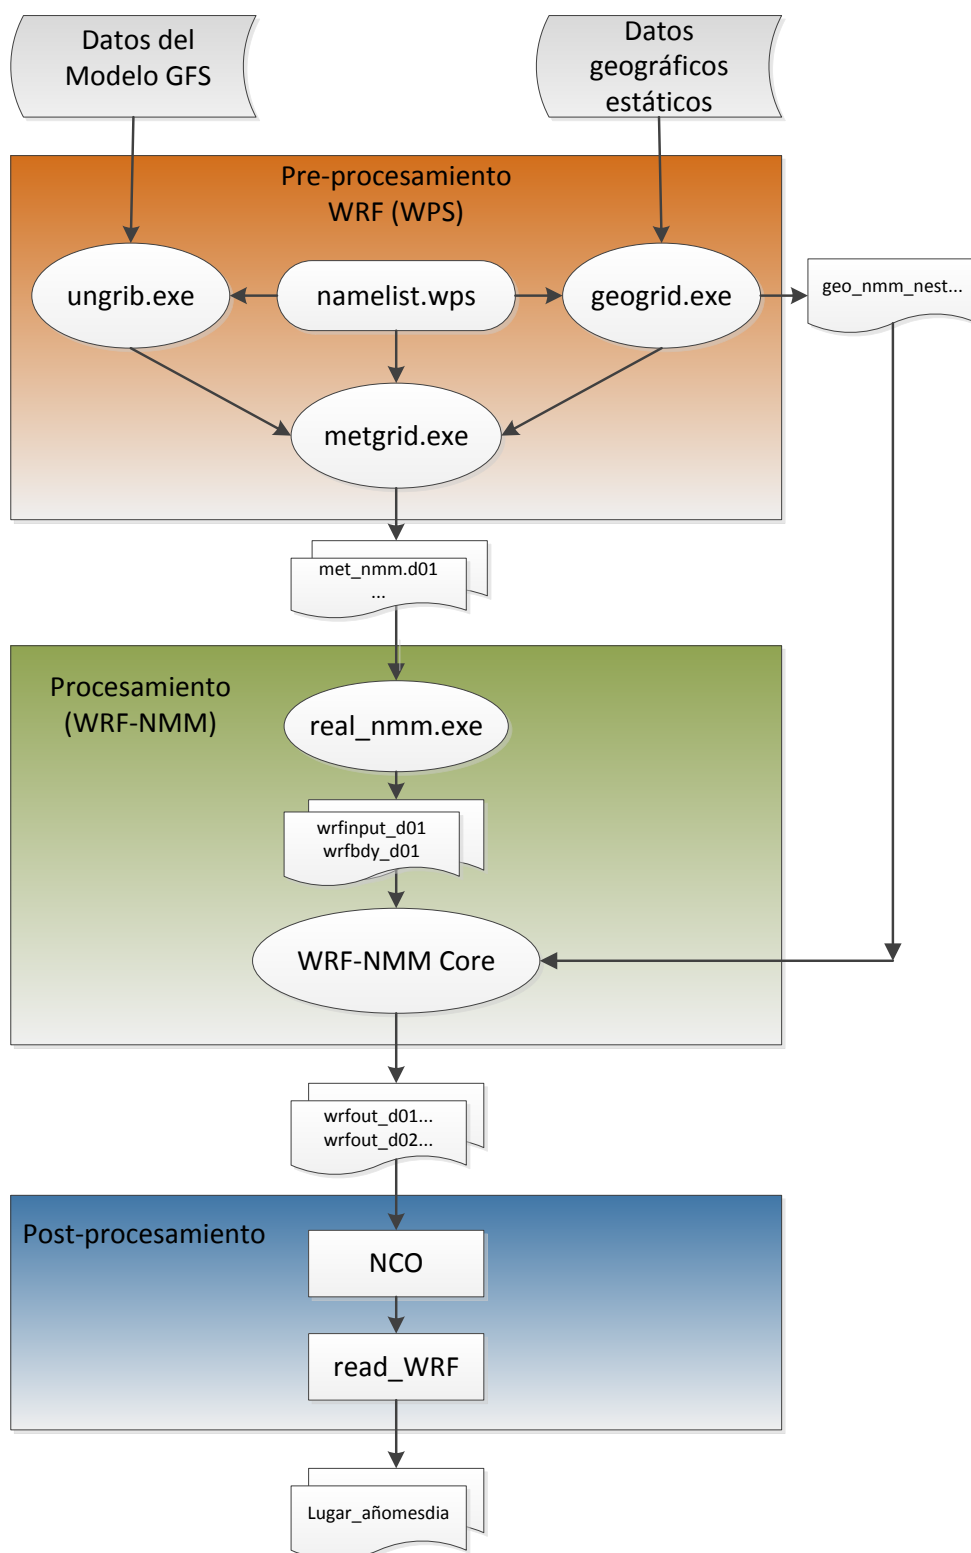 Datos del
Modelo GFS
Datos
geográficos
estáticos
Pre-procesamiento
WRF (WPS)
ungrib.exe
namelist.wps
geogrid.exe
geo_nmm_nest...
metgrid.exe
met_nmm.d01
...
Procesamiento
(WRF-NMM)
real_nmm.exe
wrfinput_d01
wrfbdy_d01
WRF-NMM Core
wrfout_d01...
wrfout_d02...
Post-procesamiento
NCO
read_WRF
Lugar_añomesdia